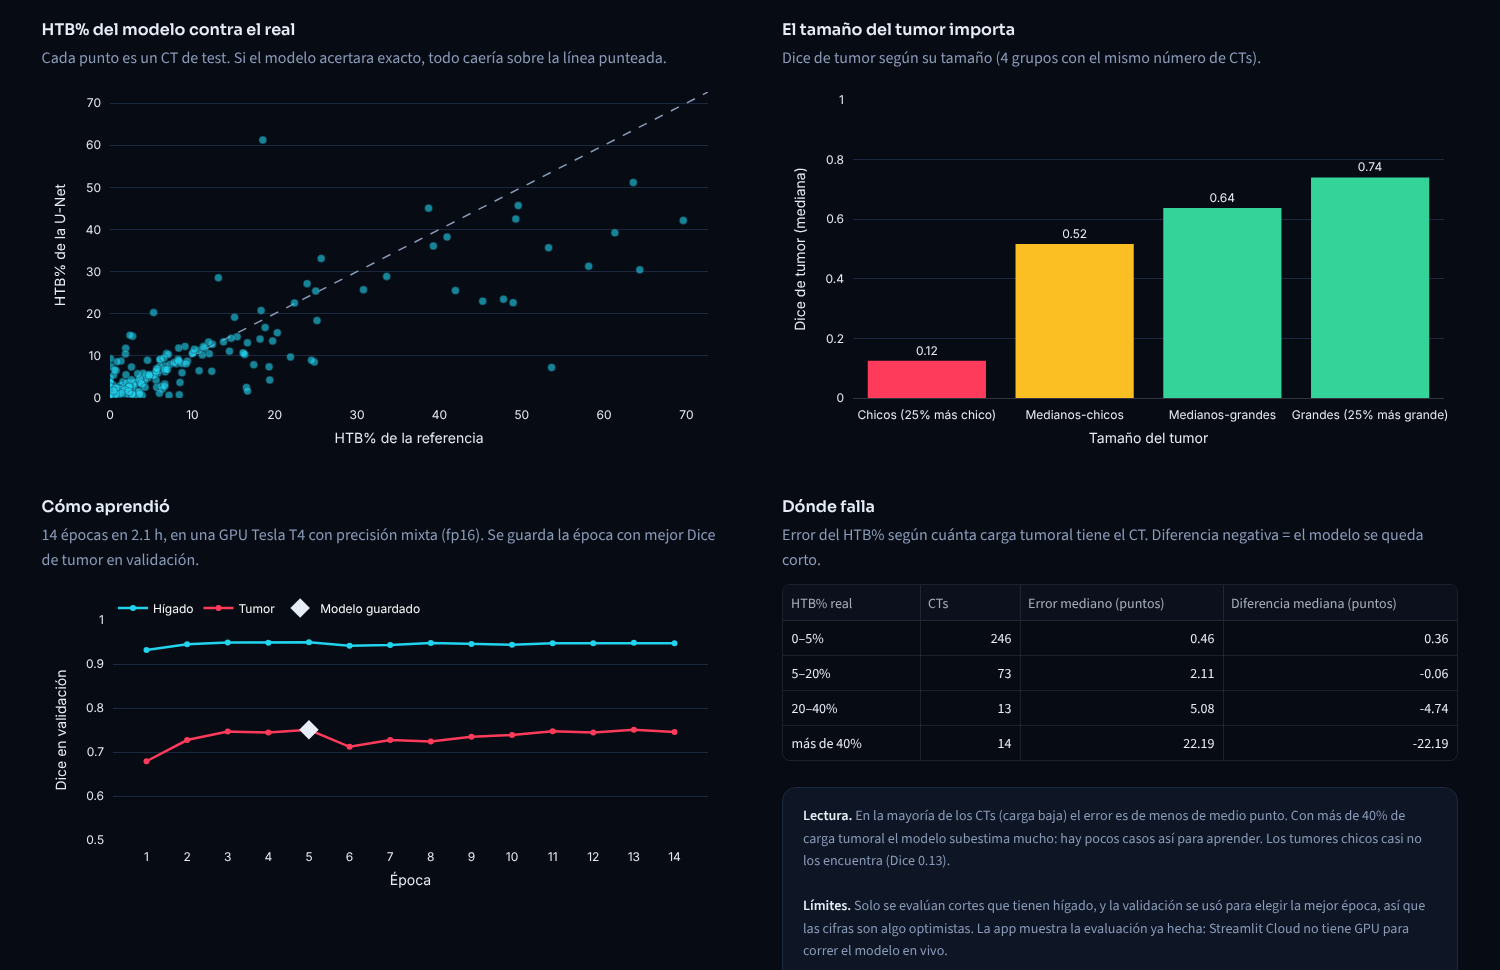 HTB% del modelo contra el real
Cada punto es un CT de test. Si el modelo acertara exacto, todo caería sobre la línea punteada.
HTB% de la U-Net
70
60
50
40
30
20
10
0
0 10 20 30 40 50 60 70
HTB% de la referencia
El tamaño del tumor importa
Dice de tumor según su tamaño (4 grupos con el mismo número de CTs).
Dice de tumor (mediana)
1
0.8
0.6
0.4
0.2
0
0.12
0.52
0.64
0.74
Chicos (25% más chico) Medianos-chicos Medianos-grandes Grandes (25% más grande)
Tamaño del tumor
Cómo aprendió
14 épocas en 2.1 h, en una GPU Tesla T4 con precisión mixta (fp16). Se guarda la época con mejor Dice
de tumor en validación.
Hígado Tumor Modelo guardado
Dice en validación
1
0.9
0.8
0.7
0.6
0.5
1 2 3 4 5 6 7 8 9 10 11 12 13 14
Época
Dónde falla
Error del HTB% según cuánta carga tumoral tiene el CT. Diferencia negativa = el modelo se queda
corto.
HTB% real CTs Error mediano (puntos) Diferencia mediana (puntos)
0–5% 246 0.46 0.36
5–20% 73 2.11 -0.06
20–40% 13 5.08 -4.74
más de 40% 14 22.19 -22.19
Lectura. En la mayoría de los CTs (carga baja) el error es de menos de medio punto. Con más de 40% de
carga tumoral el modelo subestima mucho: hay pocos casos así para aprender. Los tumores chicos casi no
los encuentra (Dice 0.13).
Límites. Solo se evalúan cortes que tienen hígado, y la validación se usó para elegir la mejor época, así que
las cifras son algo optimistas. La app muestra la evaluación ya hecha: Streamlit Cloud no tiene GPU para
correr el modelo en vivo.